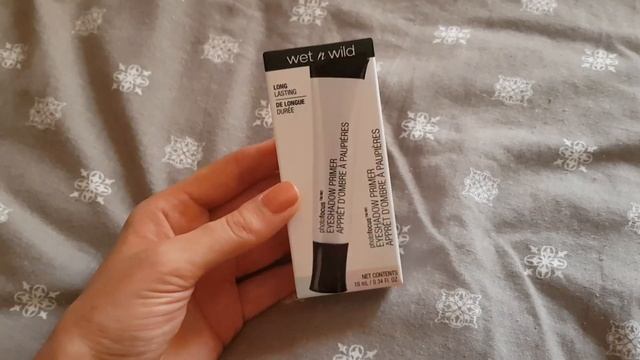 wet n wild
LONG
LASTING
DE LONGUE
DURÉE
photofocus
EYESHADOW PRIMER
APPRÊT D'OMBRE À PAUPIÈRES
photofocus
EYESHADOW PRIMER
APPRÊT D'OMBRE À PAUPIÈRES
NET CONTENTS
10 mL / 0.34 FL OZ